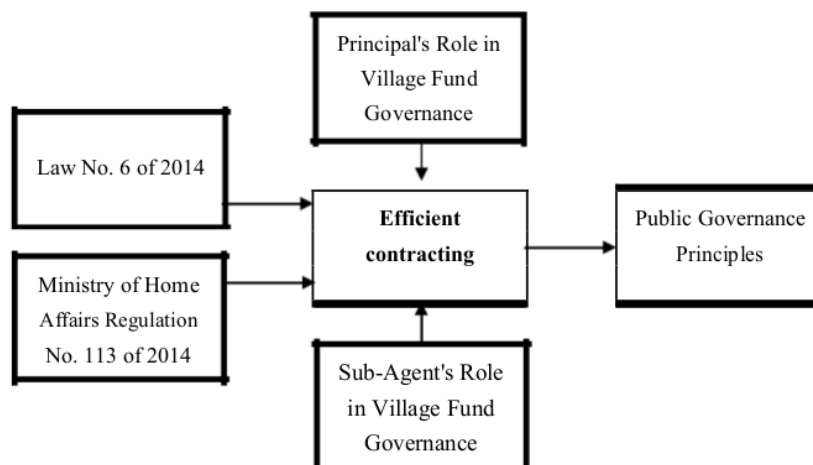 Principal's Role in
Village Fund
Governance
Law No. 6 of 2014
Efficient
contracting
Public Governance
Principles
Ministry of Home
Affairs Regulation
No. 113 of 2014
Sub-Agent's Role
in Village Fund
Governance